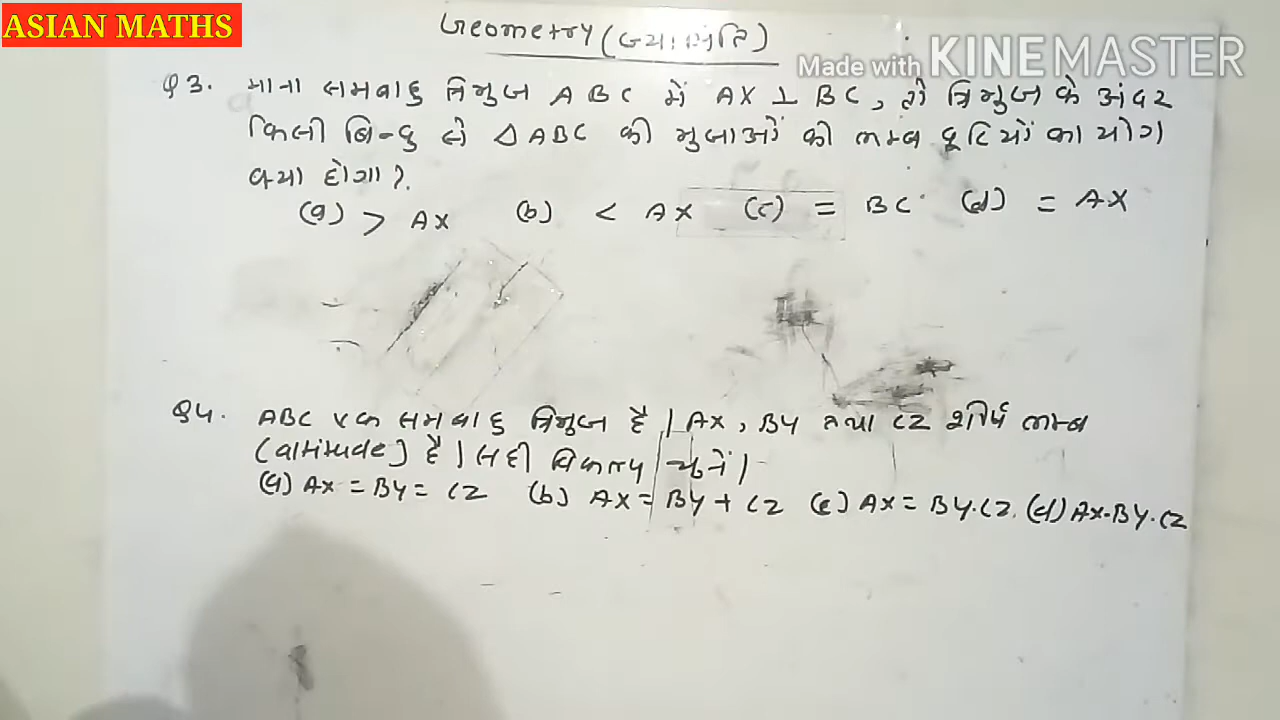 ASIAN MATHS
Geometry (ज्यामिति)
Made with KINEMASTER
Q3. माना समबाहु त्रिभुज ABC में AX ⊥ BC, तो त्रिभुज के अंदर
किसी बिन्दु से △ABC की भुजाओं की लम्ब दूरियों का योग
क्या होगा?
(a) > AX (b) < AX (c) = BC (d) = AX
Q4. ABC एक समबाहु त्रिभुज है | AX, BY तथा CZ शीर्ष लम्ब
(altitude) है | सही विकल्प चुनें |
(a) AX = BY = CZ (b) AX = BY + CZ (c) AX = BY.CZ. (d) AX.BY.CZ